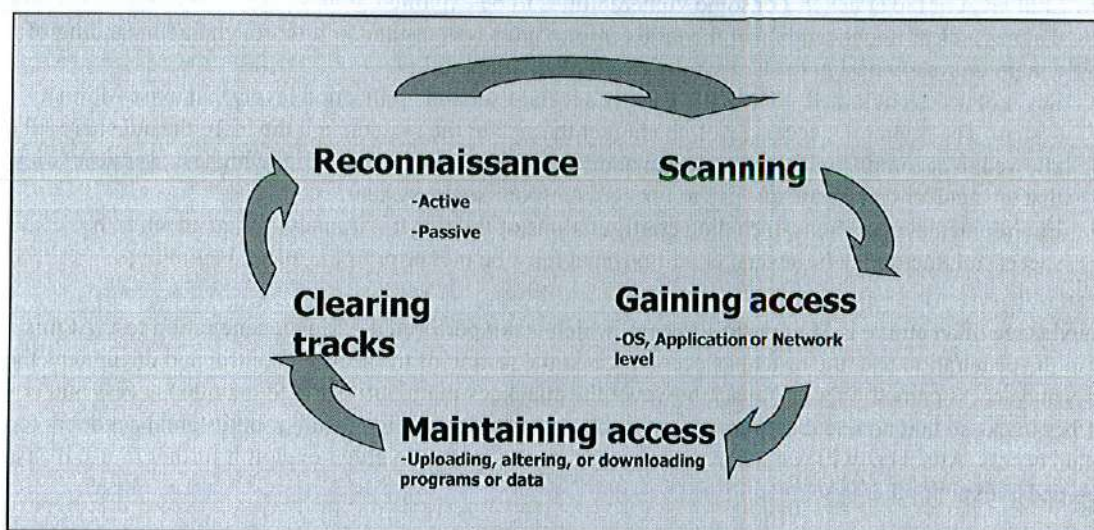 Reconnaissance
-Active
-Passive
Scanning
Gaining access
-OS, Application or Network
level
Maintaining access
-Uploading, altering, or downloading
programs or data
Clearing
tracks